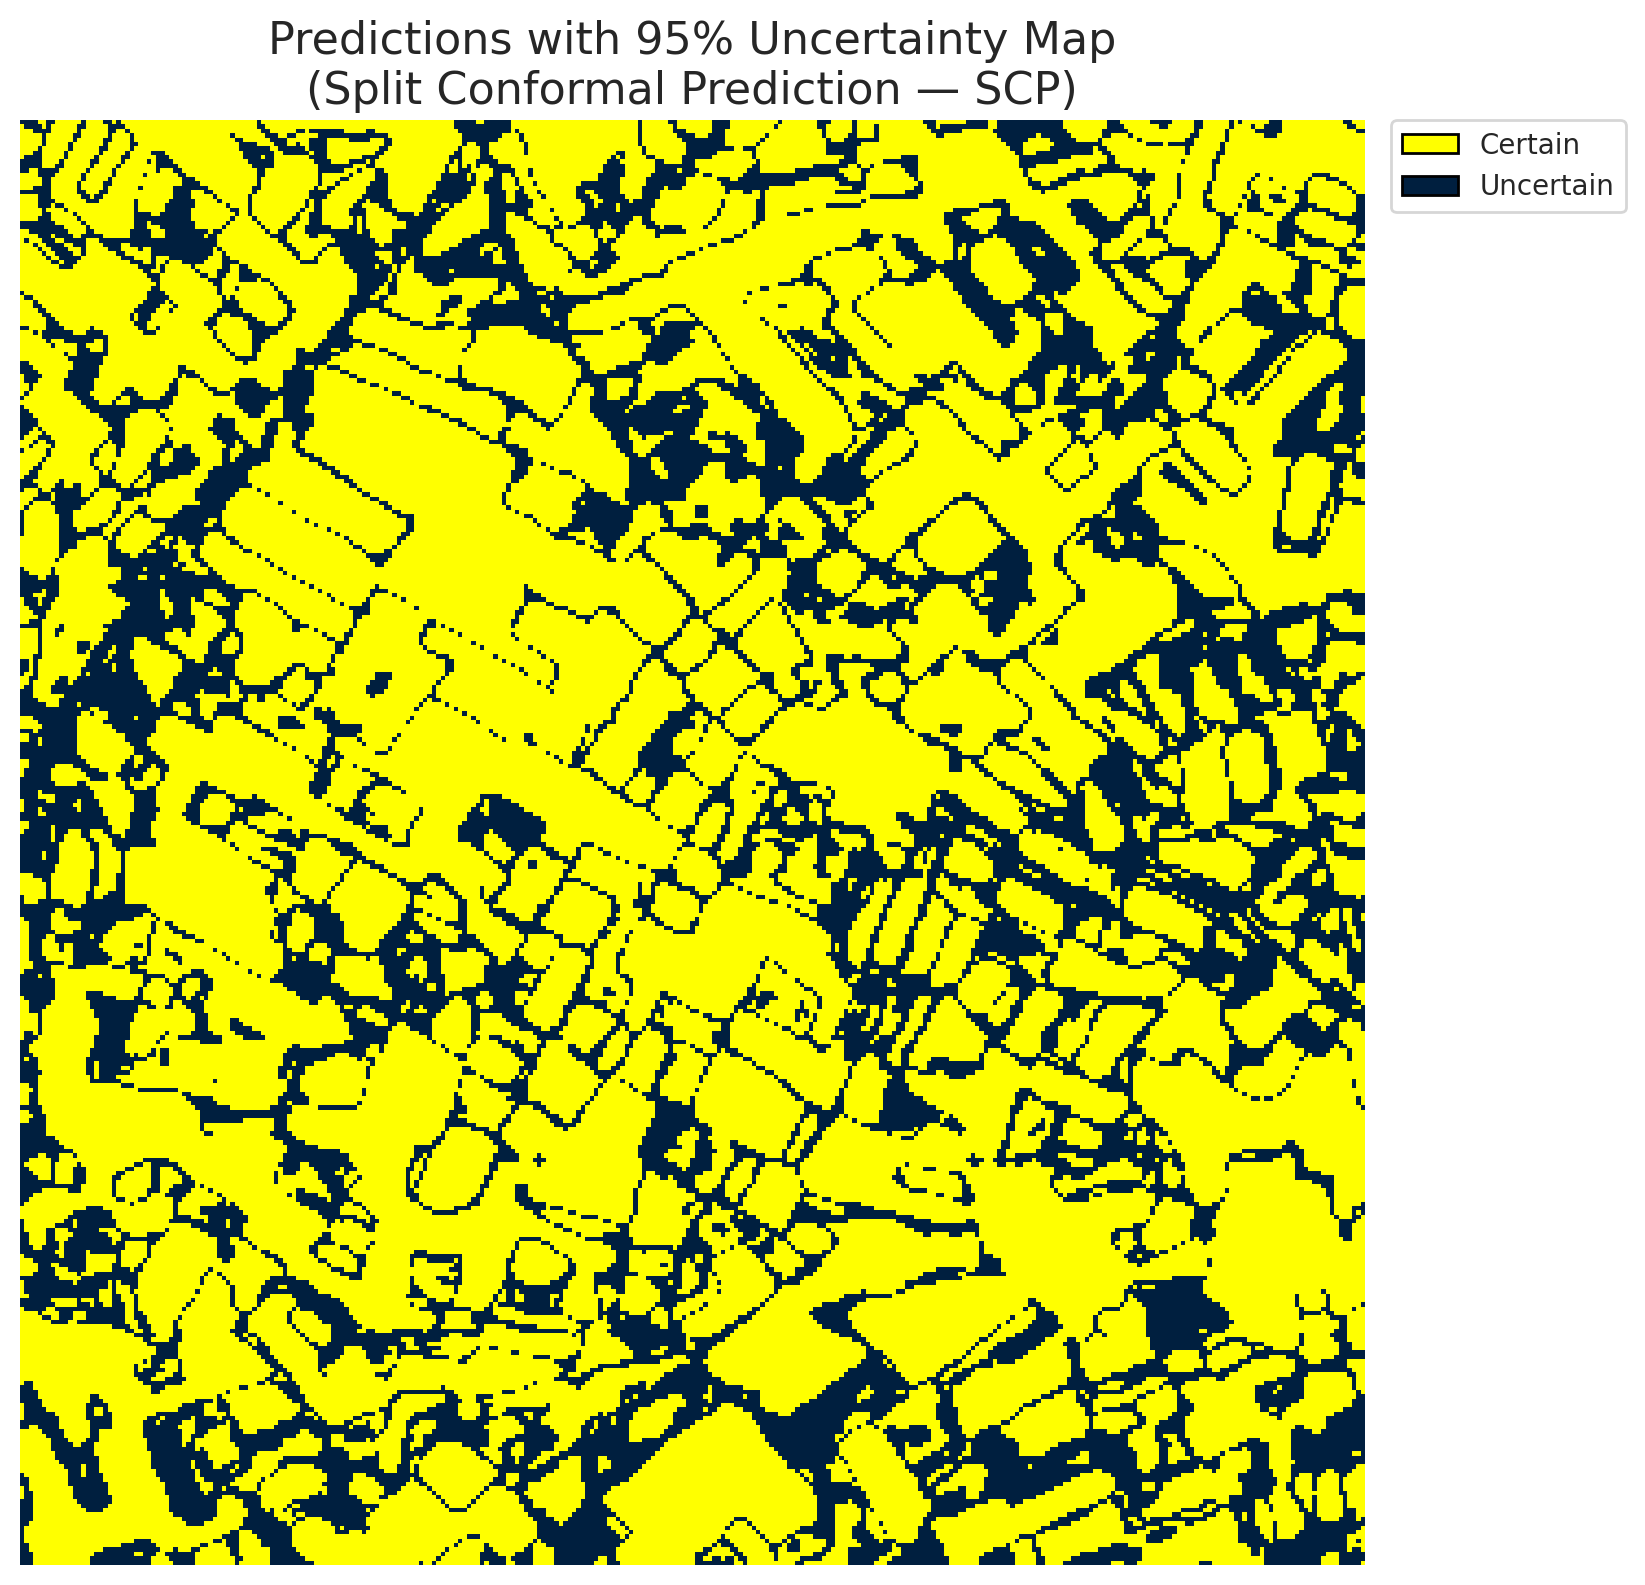 Predictions with 95% Uncertainty Map
(Split Conformal Prediction — SCP)
Certain
Uncertain